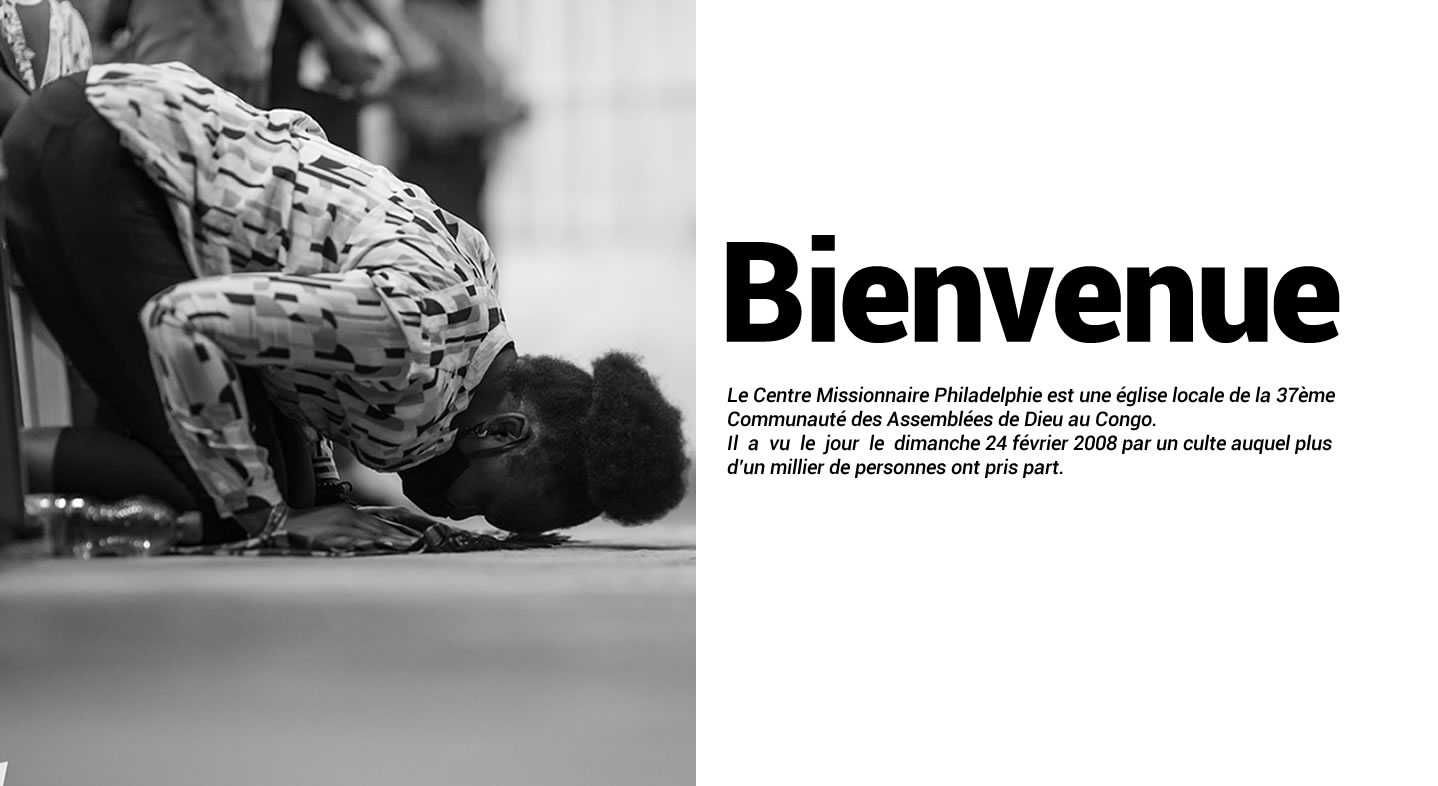 Bienvenue
Le Centre Missionnaire Philadelphie est une église locale de la 37ème
Communauté des Assemblées de Dieu au Congo.
Il a vu le jour le dimanche 24 février 2008 par un culte auquel plus
d'un millier de personnes ont pris part.